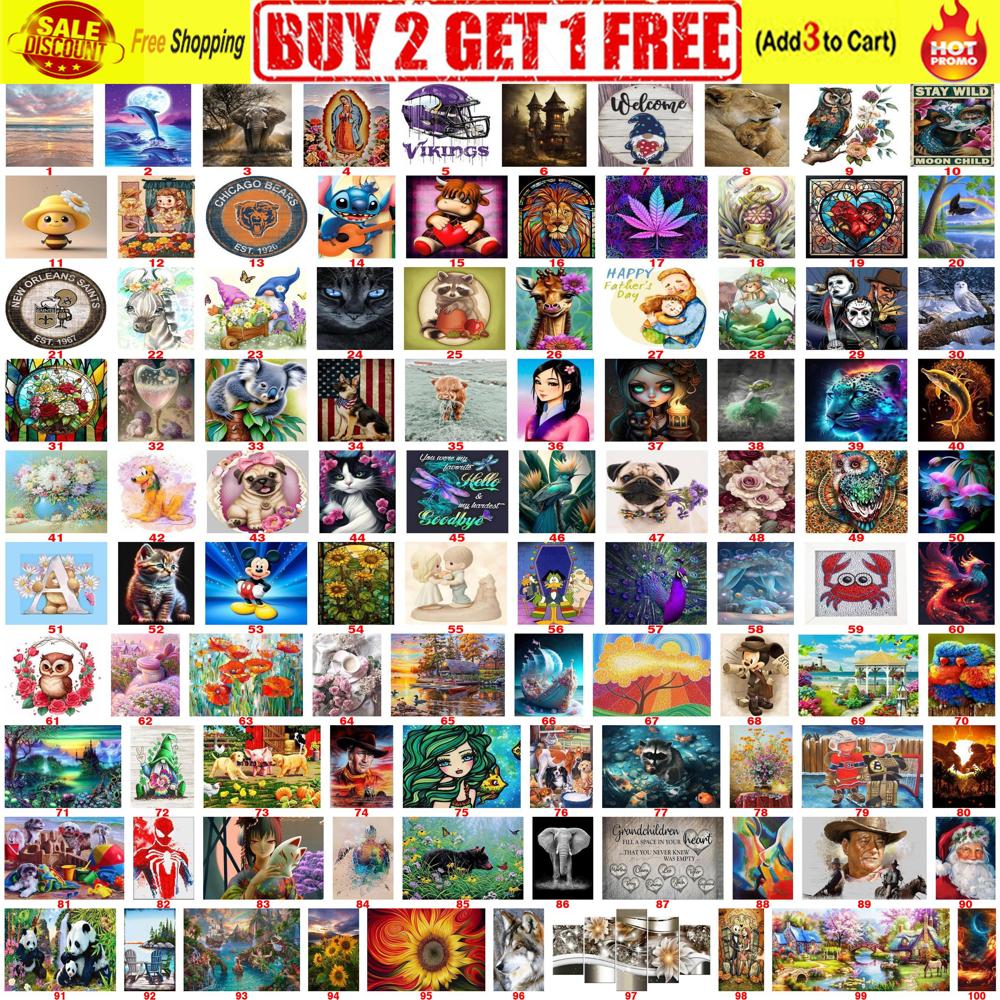 SALE
DISCOUNT
Free Shopping
BUY 2 GET 1 FREE
(Add 3 to Cart)
HOT
PROMO
VIKINGS
Welcome
STAY WILD
MOON CHILD
1 2 3 4 5 6 7 8 9 10
CHICAGO BEARS
EST. 1920
11 12 13 14 15 16 17 18 19 20
NEW ORLEANS SAINTS
EST. 1967
HAPPY
Father's
Day
21 22 23 24 25 26 27 28 29 30
31 32 33 34 35 36 37 38 39 40
You were my
favorite
Hello
&
my hardest
Goodbye
41 42 43 44 45 46 47 48 49 50
A
51 52 53 54 55 56 57 58 59 60
61 62 63 64 65 66 67 68 69 70
71 72 73 74 75 76 77 78 79 80
Grandchildren
FILL A SPACE IN YOUR heart
...THAT YOU NEVER KNEW
WAS EMPTY...
81 82 83 84 85 86 87 88 89 90
91 92 93 94 95 96 97 98 99 100